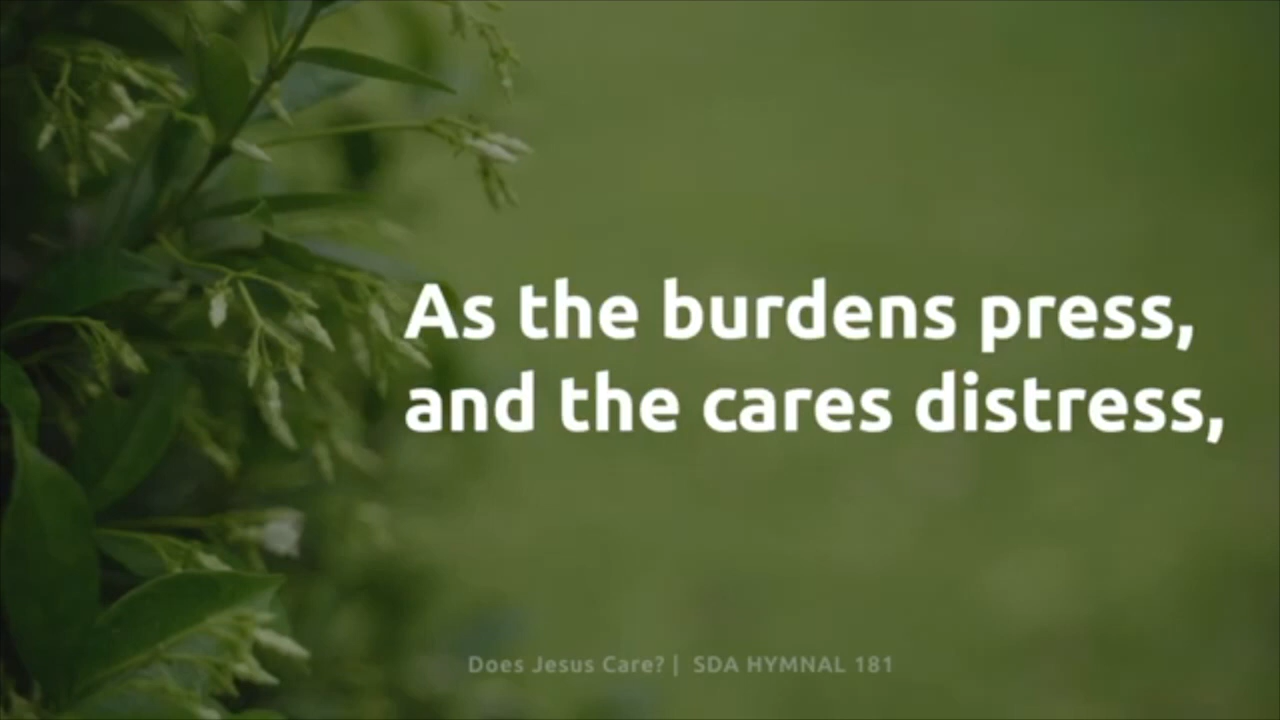 As the burdens press,
and the cares distress,
Does Jesus Care? | SDA HYMNAL 181